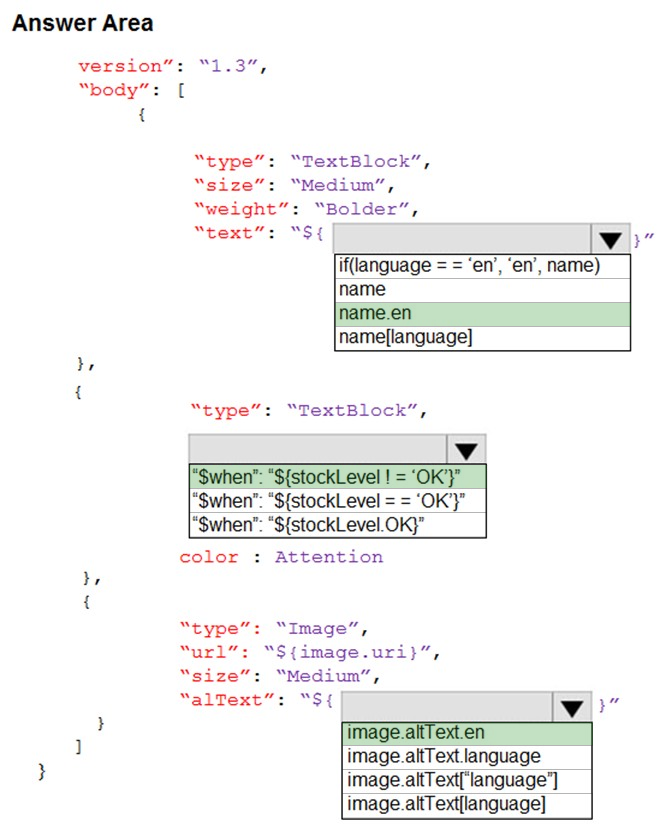 Answer Area
version”: “1.3”,
“body”: [
{
“type”: “TextBlock”,
“size”: “Medium”,
“weight”: “Bolder”,
“text”: “${ }”
if(language = = ‘en’, ‘en’, name)
name
name.en
name[language]
},
{
“type”: “TextBlock”,
“$when”: “${stockLevel ! = ‘OK’}”
“$when”: “${stockLevel = = ‘OK’}”
“$when”: “${stockLevel.OK}”
color : Attention
},
{
“type”: “Image”,
“url”: “${image.uri}”,
“size”: “Medium”,
“alText”: “${ }”
image.altText.en
image.altText.language
image.altText[“language”]
image.altText[language]
}
]
}